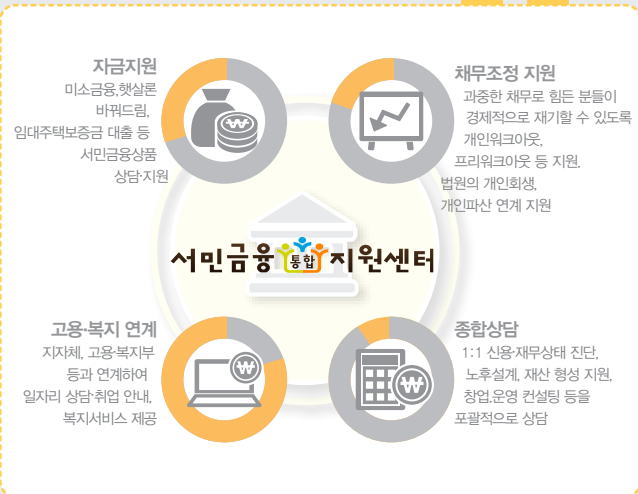 자금지원
미소금융,햇살론
바꿔드림,
임대주택보증금 대출 등
서민금융상품
상담·지원
채무조정 지원
과중한 채무로 힘든 분들이
경제적으로 재기할 수 있도록
개인워크아웃,
프리워크아웃 등 지원.
법원의 개인회생,
개인파산 연계 지원
서민금융 통합 지원센터
고용·복지 연계
지자체, 고용·복지부
등과 연계하여
일자리 상담·취업 안내,
복지서비스 제공
종합상담
1:1 신용·재무상태 진단,
노후설계, 재산 형성 지원,
창업.운영 컨설팅 등을
포괄적으로 상담